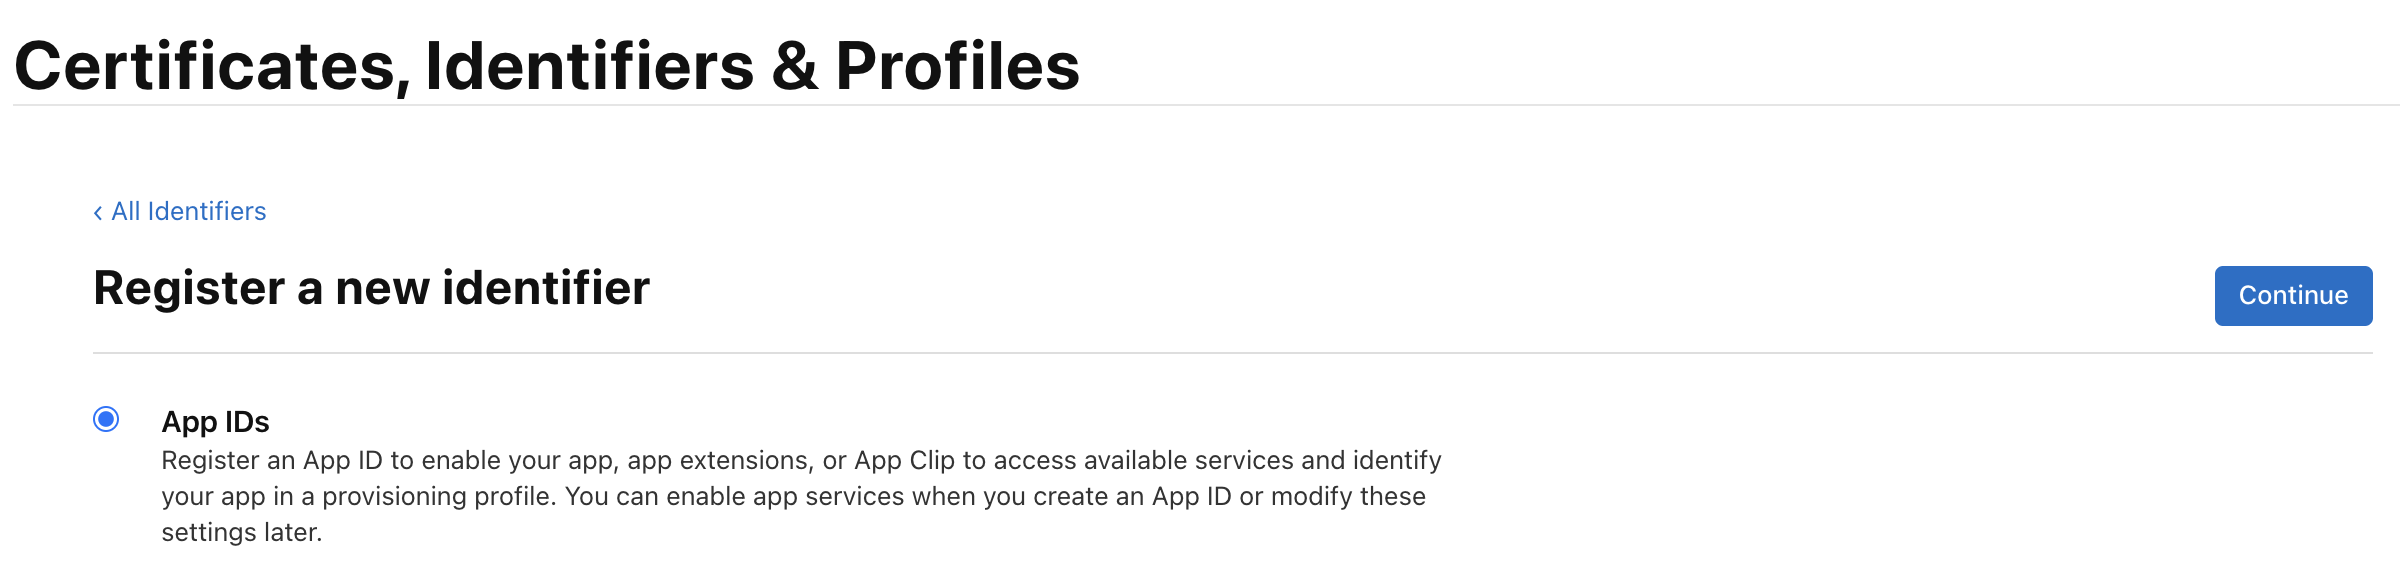 Certificates, Identifiers & Profiles
‹ All Identifiers
Register a new identifier
Continue
App IDs
Register an App ID to enable your app, app extensions, or App Clip to access available services and identify
your app in a provisioning profile. You can enable app services when you create an App ID or modify these
settings later.